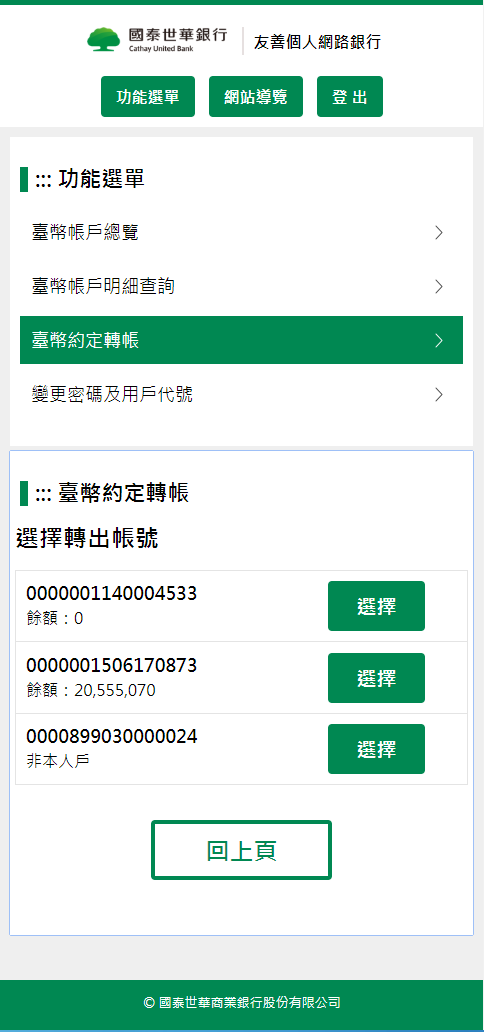 國泰世華銀行
Cathay United Bank
友善個人網路銀行
功能選單
網站導覽
登 出
::: 功能選單
臺幣帳戶總覽
臺幣帳戶明細查詢
臺幣約定轉帳
變更密碼及用戶代號
::: 臺幣約定轉帳
選擇轉出帳號
0000001140004533
餘額：0
選擇
0000001506170873
餘額：20,555,070
選擇
0000899030000024
非本人戶
選擇
回上頁
© 國泰世華商業銀行股份有限公司